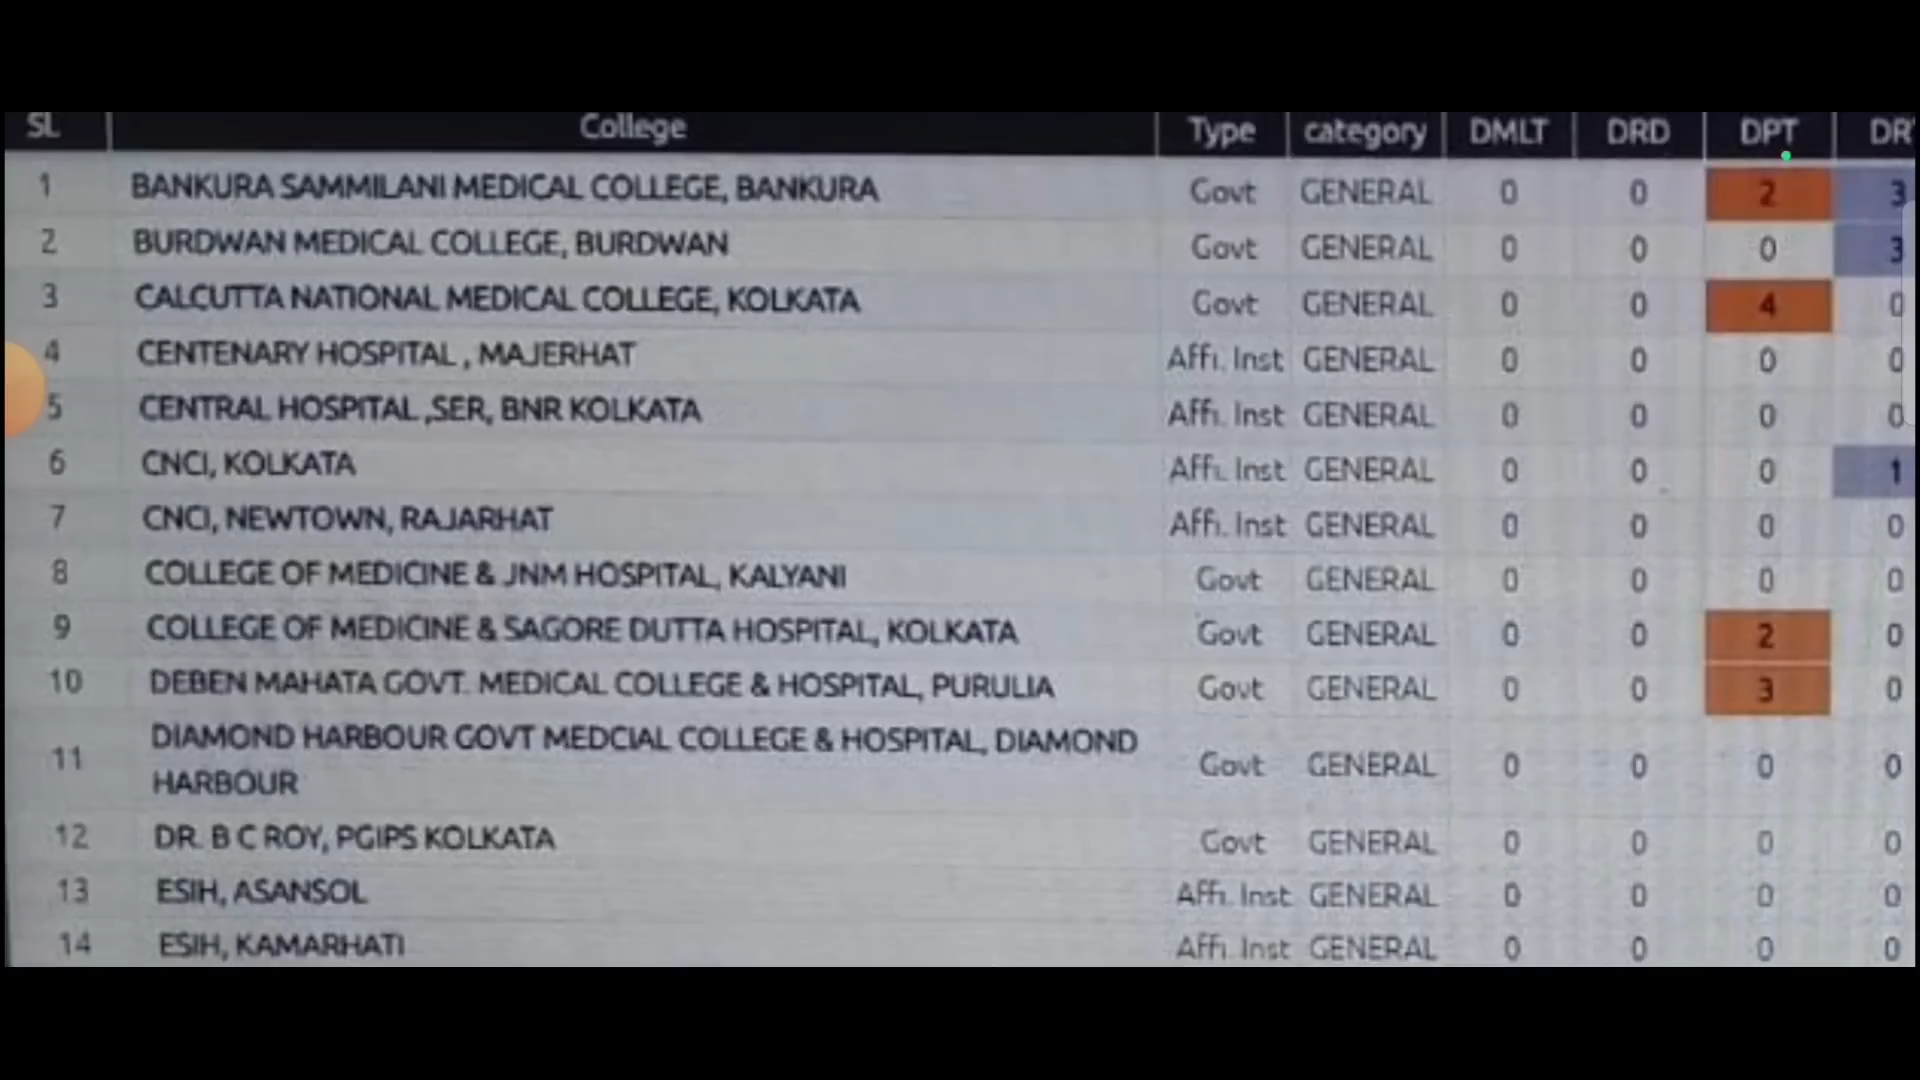 SL College Type category DMLT DRD DPT DR
1 BANKURA SAMMILANI MEDICAL COLLEGE, BANKURA Govt GENERAL 0 0 2 3
2 BURDWAN MEDICAL COLLEGE, BURDWAN Govt GENERAL 0 0 0 3
3 CALCUTTA NATIONAL MEDICAL COLLEGE, KOLKATA Govt GENERAL 0 0 4 0
4 CENTENARY HOSPITAL , MAJERHAT Affi. Inst GENERAL 0 0 0 0
5 CENTRAL HOSPITAL ,SER, BNR KOLKATA Affi. Inst GENERAL 0 0 0 0
6 CNCI, KOLKATA Affi. Inst GENERAL 0 0 0 1
7 CNCI, NEWTOWN, RAJARHAT Affi. Inst GENERAL 0 0 0 0
8 COLLEGE OF MEDICINE & JNM HOSPITAL, KALYANI Govt GENERAL 0 0 0 0
9 COLLEGE OF MEDICINE & SAGORE DUTTA HOSPITAL, KOLKATA Govt GENERAL 0 0 2 0
10 DEBEN MAHATA GOVT. MEDICAL COLLEGE & HOSPITAL, PURULIA Govt GENERAL 0 0 3 0
11 DIAMOND HARBOUR GOVT MEDCIAL COLLEGE & HOSPITAL, DIAMOND
HARBOUR Govt GENERAL 0 0 0 0
12 DR. B C ROY, PGIPS KOLKATA Govt GENERAL 0 0 0 0
13 ESIH, ASANSOL Affi. Inst GENERAL 0 0 0 0
14 ESIH, KAMARHATI Affi. Inst GENERAL 0 0 0 0